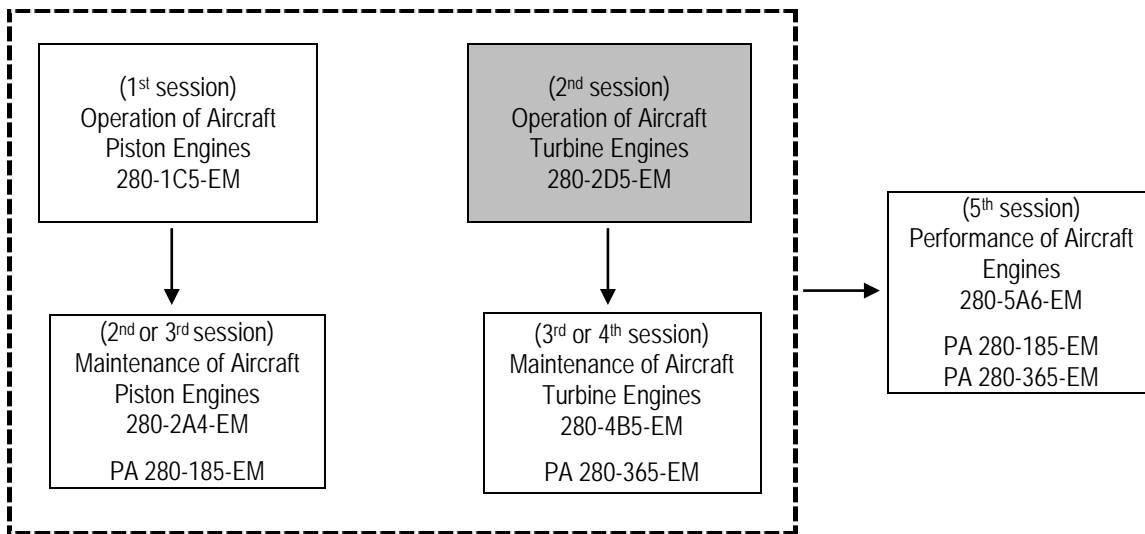 (1st session)
Operation of Aircraft
Piston Engines
280-1C5-EM
(2nd session)
Operation of Aircraft
Turbine Engines
280-2D5-EM
(2nd or 3rd session)
Maintenance of Aircraft
Piston Engines
280-2A4-EM
PA 280-185-EM
(3rd or 4th session)
Maintenance of Aircraft
Turbine Engines
280-4B5-EM
PA 280-365-EM
(5th session)
Performance of Aircraft
Engines
280-5A6-EM
PA 280-185-EM
PA 280-365-EM